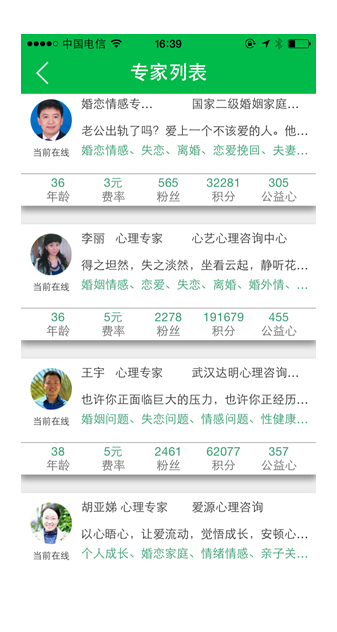 中国电信 16:39
专家列表
婚恋情感专… 国家二级婚姻家庭…
老公出轨了吗？爱上一个不该爱的人。他…
当前在线 婚恋情感、失恋、离婚、恋爱挽回、夫妻…
36 3元 565 32281 305
年龄 费率 粉丝 积分 公益心
李丽 心理专家 心艺心理咨询中心
得之坦然，失之淡然，坐看云起，静听花…
当前在线 婚姻情感、恋爱、失恋、离婚、婚外情、…
36 5元 2278 191679 455
年龄 费率 粉丝 积分 公益心
王宇 心理专家 武汉达明心理咨询…
也许你正面临巨大的压力，也许你正经历…
当前在线 婚姻问题、失恋问题、情感问题、性健康…
38 5元 2461 62077 357
年龄 费率 粉丝 积分 公益心
胡亚娣 心理专家 爱源心理咨询
以心晤心，让爱流动，觉悟成长，安顿心…
当前在线 个人成长、婚恋家庭、情绪情感、亲子关…